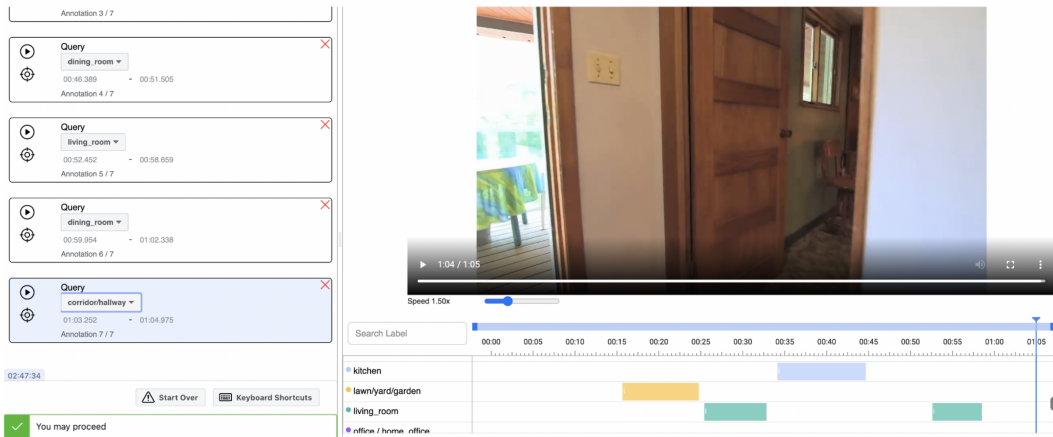 Annotation 3 / 7
Query
dining_room
00:46.389 - 00:51.505
Annotation 4 / 7
Query
living_room
00:52.452 - 00:58.659
Annotation 5 / 7
Query
dining_room
00:59.954 - 01:02.338
Annotation 6 / 7
Query
corridor/hallway
01:03.252 - 01:04.975
Annotation 7 / 7
02:47:34
Start Over
Keyboard Shortcuts
You may proceed
1:04 / 1:05
Speed 1.50x
Search Label
00:00 00:05 00:10 00:15 00:20 00:25 00:30 00:35 00:40 00:45 00:50 00:55 01:00 01:05
kitchen
lawn/yard/garden
living_room
office / home_office